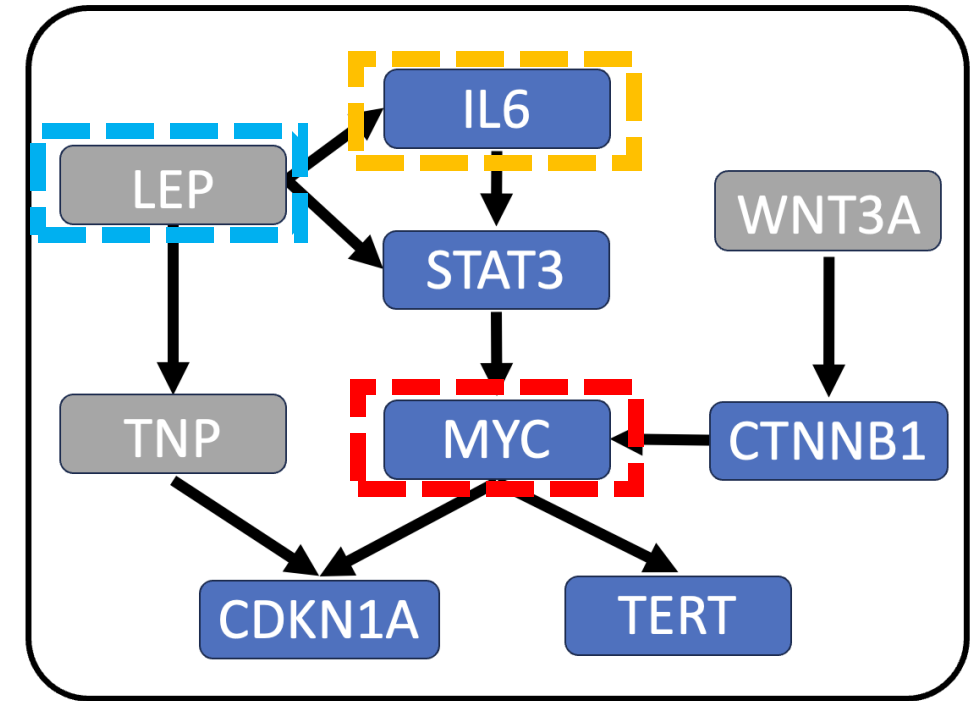 IL6
LEP
WNT3A
STAT3
TNP
MYC
CTNNB1
CDKN1A
TERT